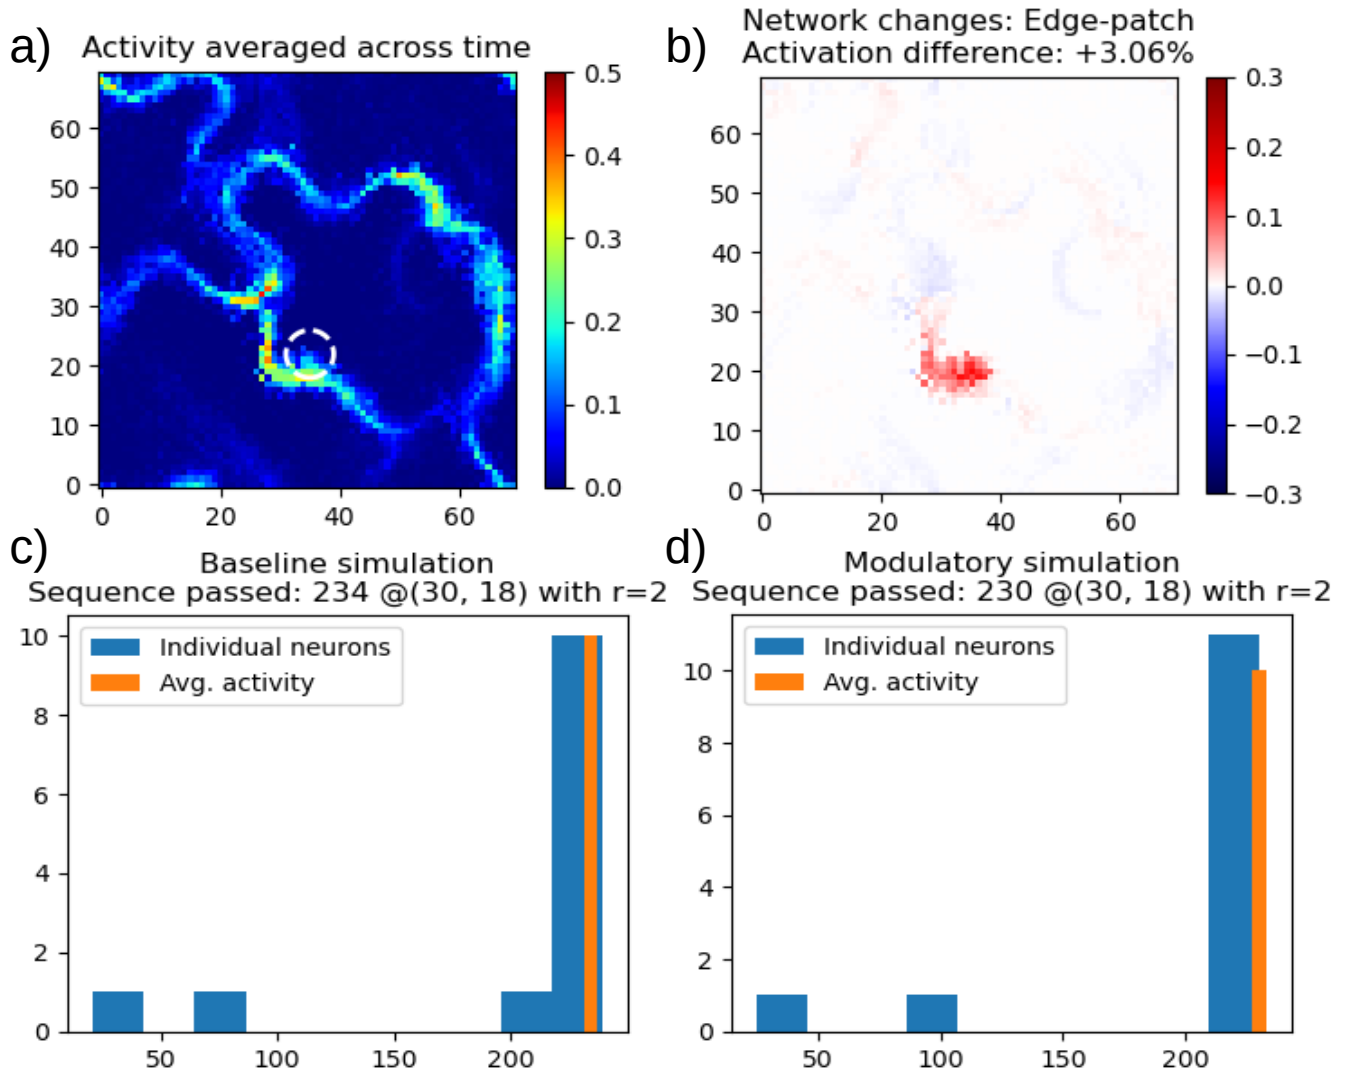 a)
Activity averaged across time
60
50
40
30
20
10
0
0 20 40 60
0.5
0.4
0.3
0.2
0.1
0.0
b)
Network changes: Edge-patch
Activation difference: +3.06%
60
50
40
30
20
10
0
0 20 40 60
0.3
0.2
0.1
0.0
−0.1
−0.2
−0.3
c)
Baseline simulation
Sequence passed: 234 @(30, 18) with r=2
Individual neurons
Avg. activity
10
8
6
4
2
0
50 100 150 200
d)
Modulatory simulation
Sequence passed: 230 @(30, 18) with r=2
Individual neurons
Avg. activity
10
8
6
4
2
0
50 100 150 200